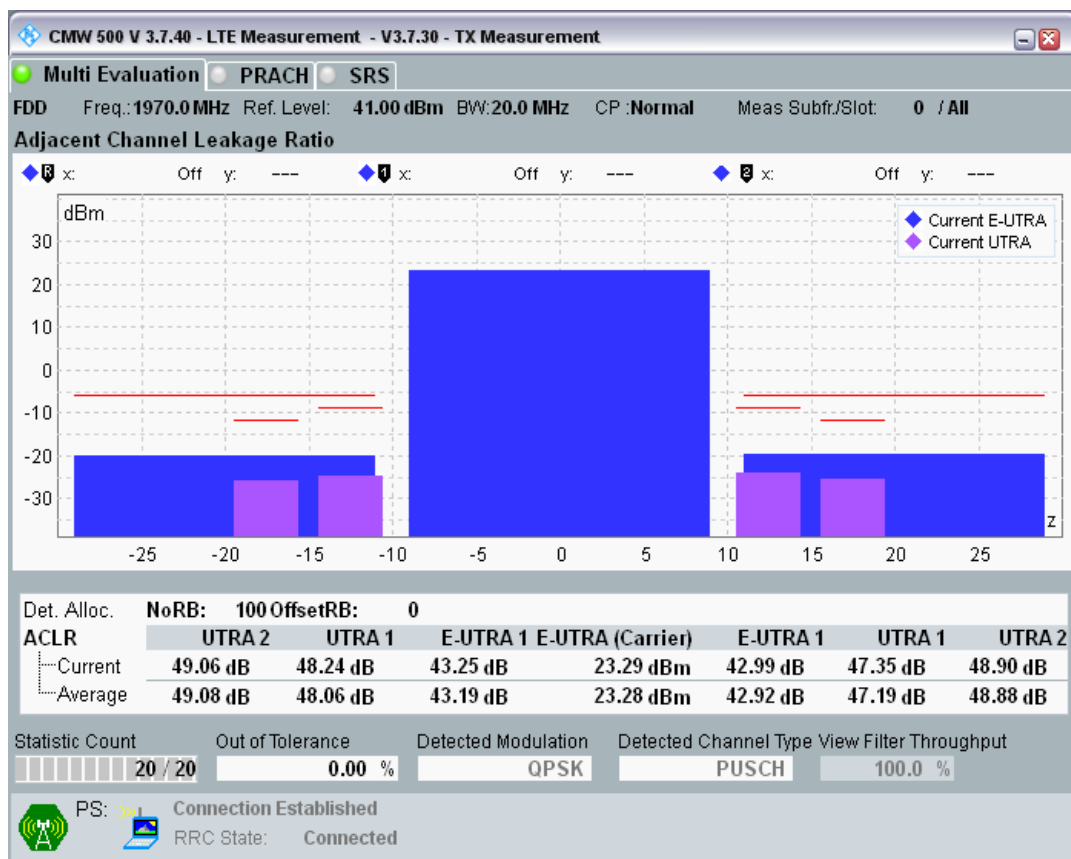 CMW 500 V 3.7.40 - LTE Measurement - V3.7.30 - TX Measurement
Multi Evaluation PRACH SRS
FDD Freq.:1970.0 MHz Ref. Level: 41.00 dBm BW:20.0 MHz CP :Normal Meas Subfr./Slot: 0 / All
Adjacent Channel Leakage Ratio
R x: Off y: --- 1 x: Off y: --- 2 x: Off y: ---
dBm
Current E-UTRA
Current UTRA
30
20
10
0
-10
-20
-30
z
-25 -20 -15 -10 -5 0 5 10 15 20 25
Det. Alloc. NoRB: 100 OffsetRB: 0
ACLR UTRA 2 UTRA 1 E-UTRA 1 E-UTRA (Carrier) E-UTRA 1 UTRA 1 UTRA 2
Current 49.06 dB 48.24 dB 43.25 dB 23.29 dBm 42.99 dB 47.35 dB 48.90 dB
Average 49.08 dB 48.06 dB 43.19 dB 23.28 dBm 42.92 dB 47.19 dB 48.88 dB
Statistic Count Out of Tolerance Detected Modulation Detected Channel Type View Filter Throughput
20 / 20 0.00 % QPSK PUSCH 100.0 %
PS: Connection Established
RRC State: Connected